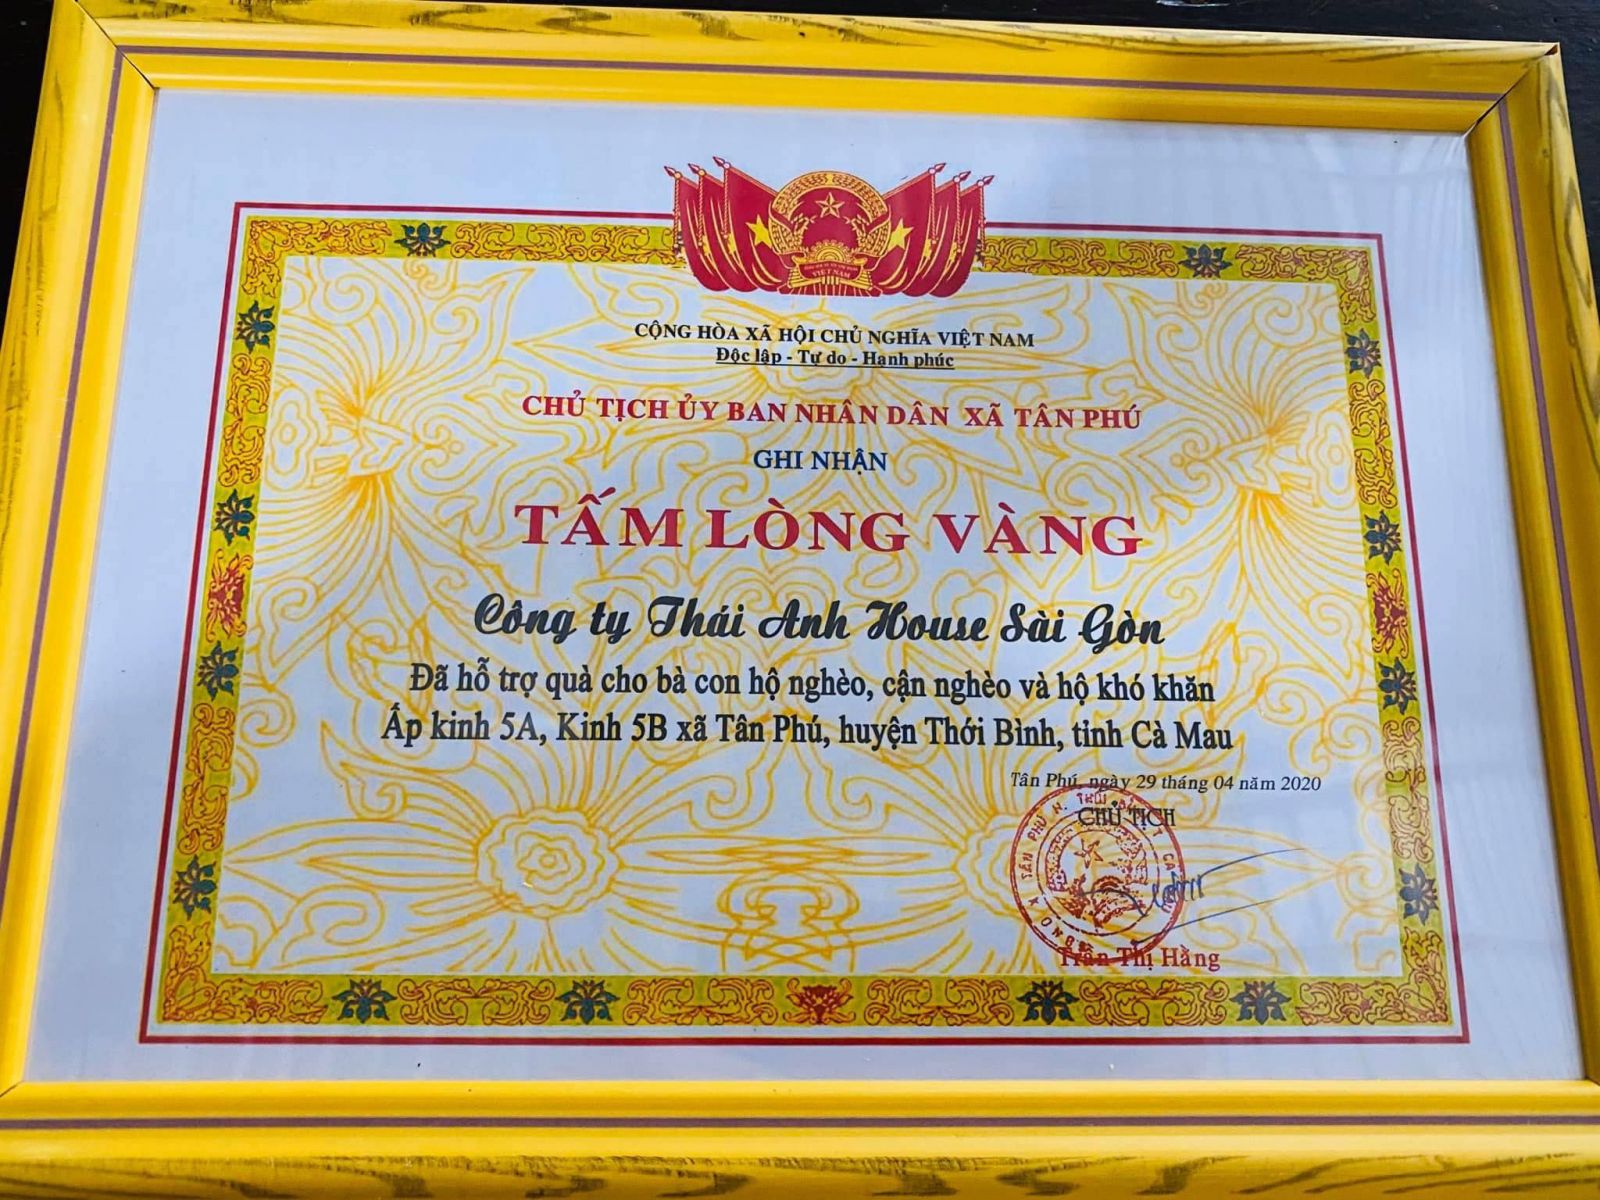 VIỆT NAM
CỘNG HÒA XÃ HỘI CHỦ NGHĨA VIỆT NAM
Độc lập - Tự do - Hạnh phúc
CHỦ TỊCH ỦY BAN NHÂN DÂN XÃ TÂN PHÚ
GHI NHẬN
TẤM LÒNG VÀNG
Công ty Thái Anh House Sài Gòn
Đã hỗ trợ quà cho bà con hộ nghèo, cận nghèo và hộ khó khăn
Ấp kinh 5A, Kinh 5B xã Tân Phú, huyện Thới Bình, tỉnh Cà Mau
Tân Phú, ngày 29 tháng 04 năm 2020
CHỦ TỊCH
TÂN PHÚ H.
Trần Thị Hằng